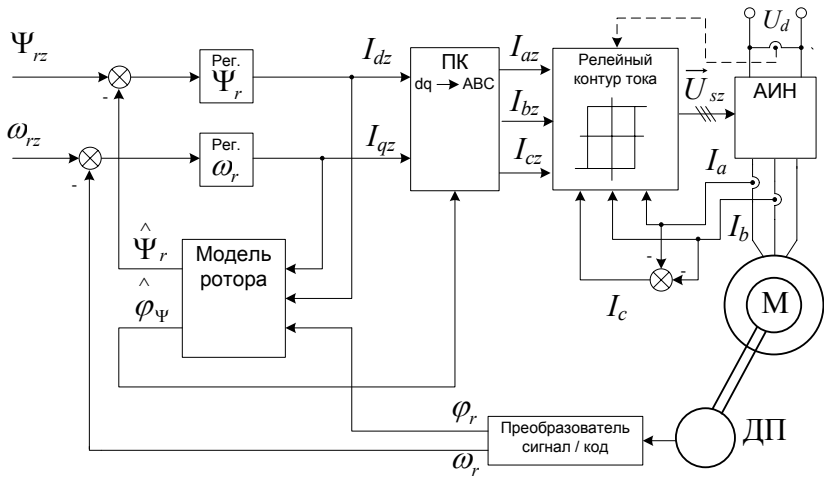 Ψrz
Рег.
Ψr
Idz
ПК
dq → ABC
Iaz
Релейный
контур тока
Ud
Usz
АИН
ωrz
Рег.
ωr
Iqz
Ibz
Icz
-
-
Ia
Ib
Ψ̂r
φ̂Ψ
Модель
ротора
-
-
Ic
М
φr
ωr
Преобразователь
сигнал / код
ДП